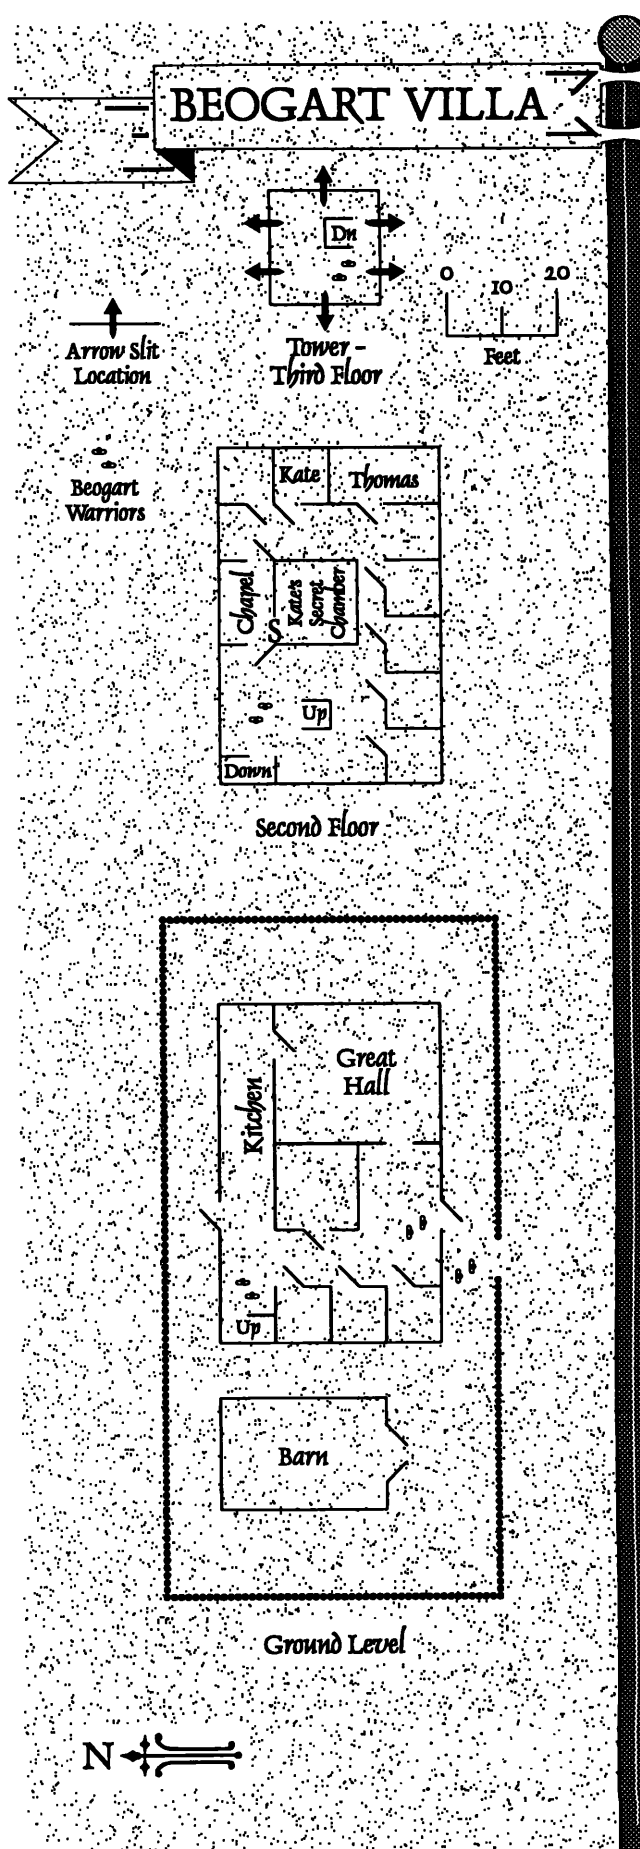 BEOGART VILLA
Dn
Tower -
Third Floor
0 10 20
Feet
Arrow Slit
Location
Beogart
Warriors
Kate
Thomas
Chapel
S
Kate's
Secret
Chamber
Up
Down
Second Floor
Great
Hall
Kitchen
Up
Barn
Ground Level
N